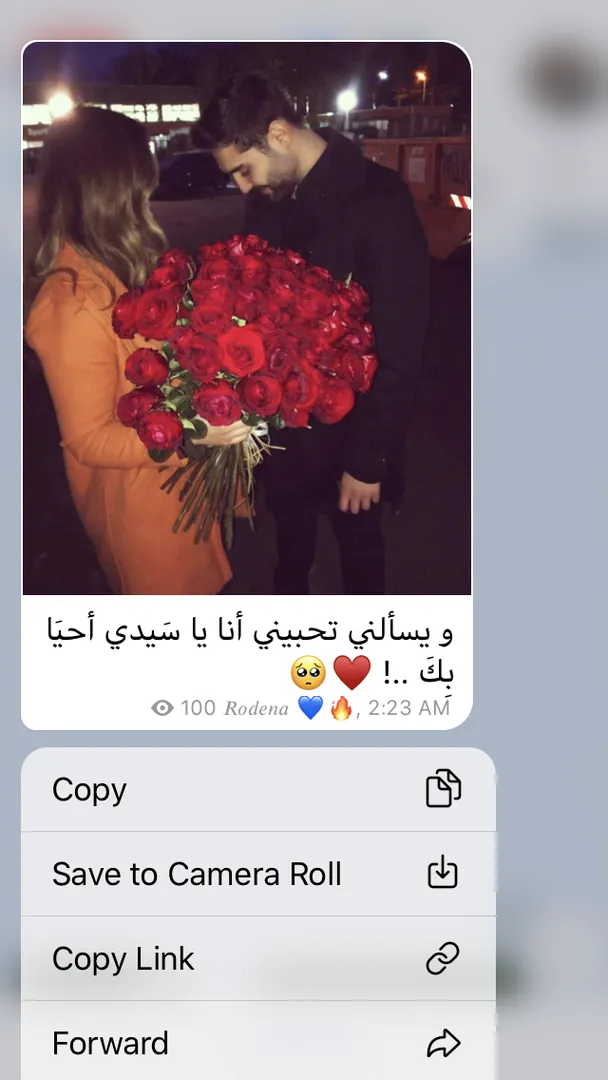 و يسألني تحبيني أنا يا سَيدي أحيَا
بِكَ ..! ♥️ 🥺
100 Rodena 💙🔥, 2:23 AM
Copy
Save to Camera Roll
Copy Link
Forward